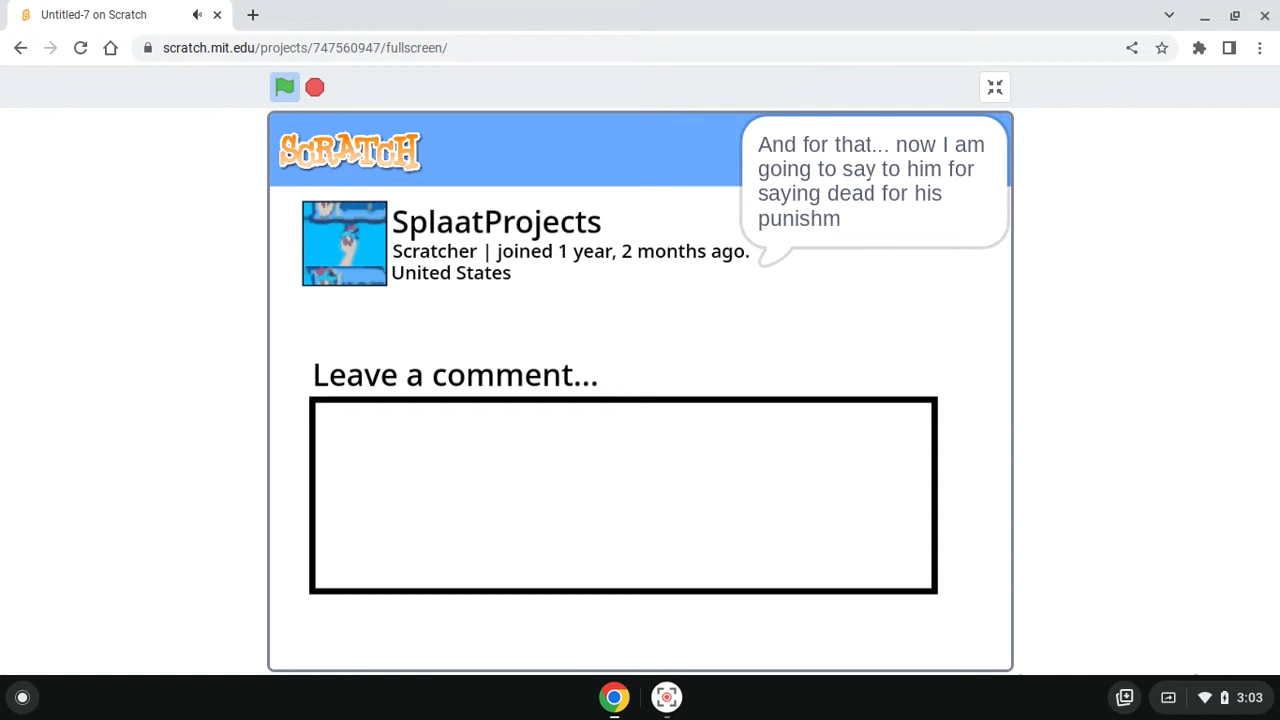 Untitled-7 on Scratch
scratch.mit.edu/projects/747560947/fullscreen/
SCRATCH
And for that... now I am
going to say to him for
saying dead for his
punishm
SplaatProjects
Scratcher | joined 1 year, 2 months ago.
United States
Leave a comment...
3:03